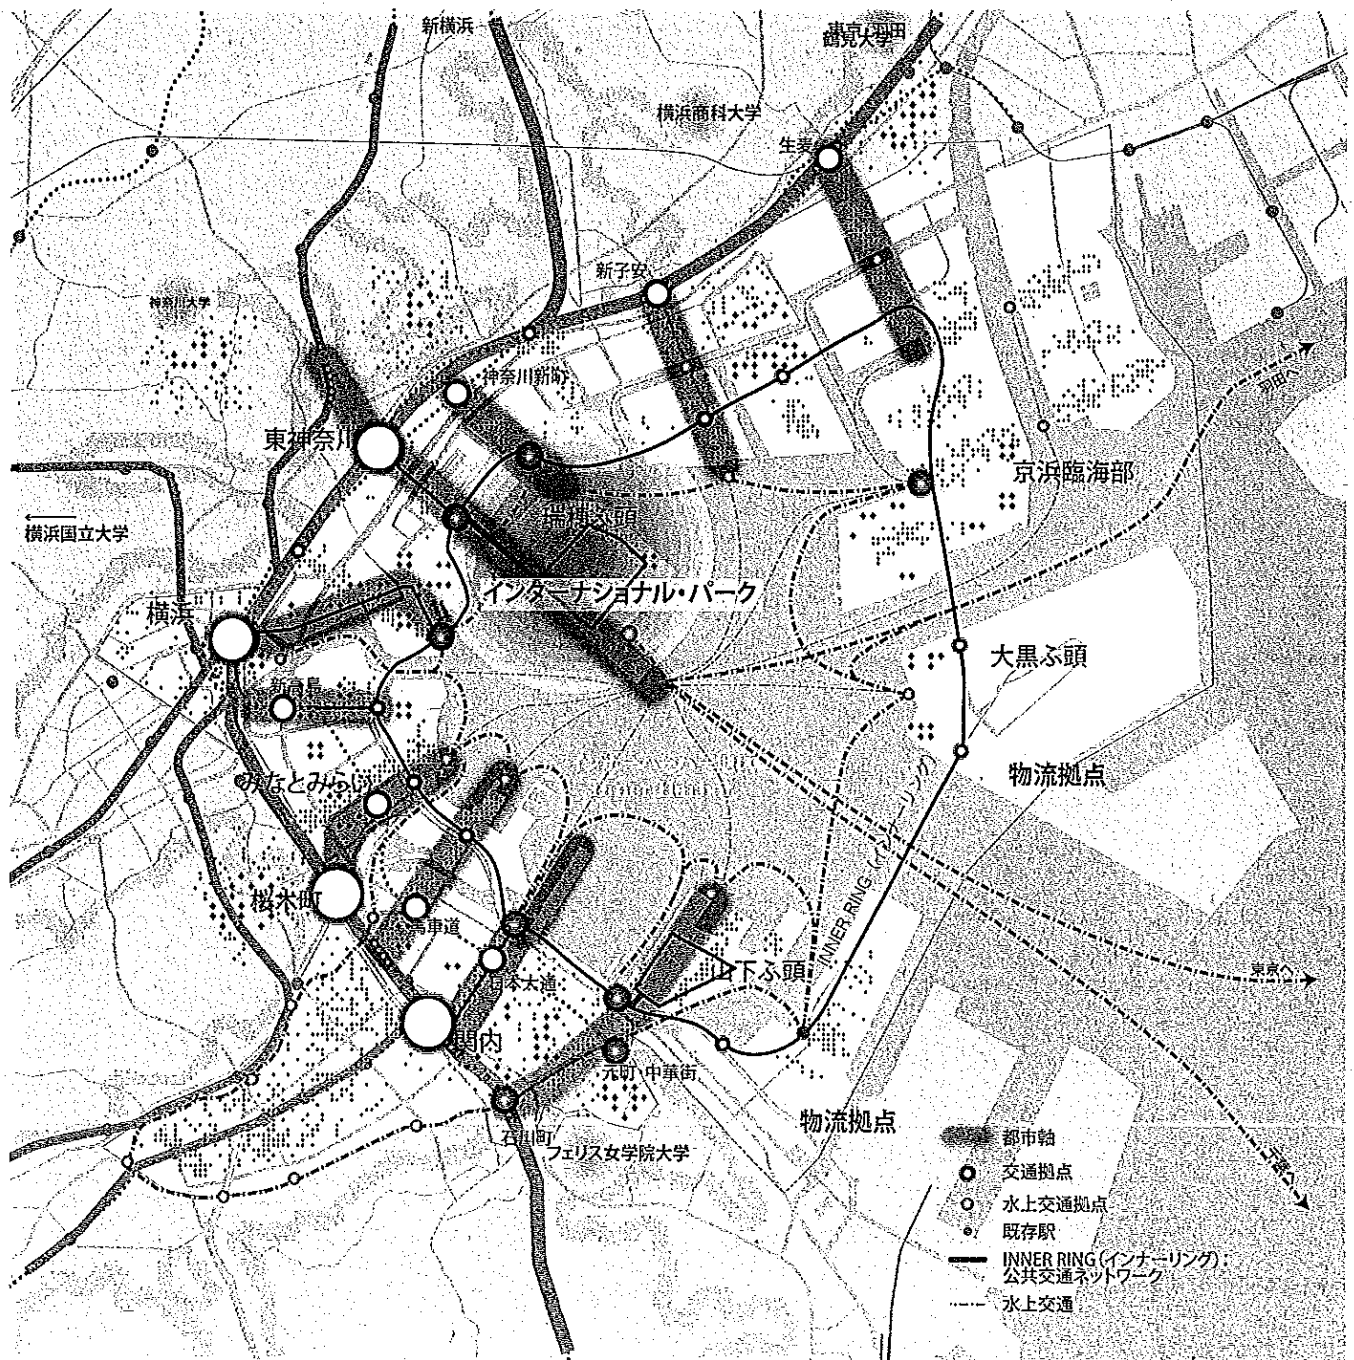 新横浜
東京・羽田
鶴見大学
横浜商科大学
生麦
新子安
神奈川大学
神奈川新町
東神奈川
京浜臨海部
羽田へ
横浜国立大学
瑞穂ふ頭
インターナショナル・パーク
横浜
大黒ふ頭
新高島
みなとみらい
物流拠点
INNER RING (インナーリング)
桜木町
馬車道
山下ふ頭
東京へ
日本大通
関内
元町・中華街
物流拠点
石川町
フェリス女学院大学
都市軸
交通拠点
水上交通拠点
既存駅
INNER RING (インナーリング):
公共交通ネットワーク
水上交通